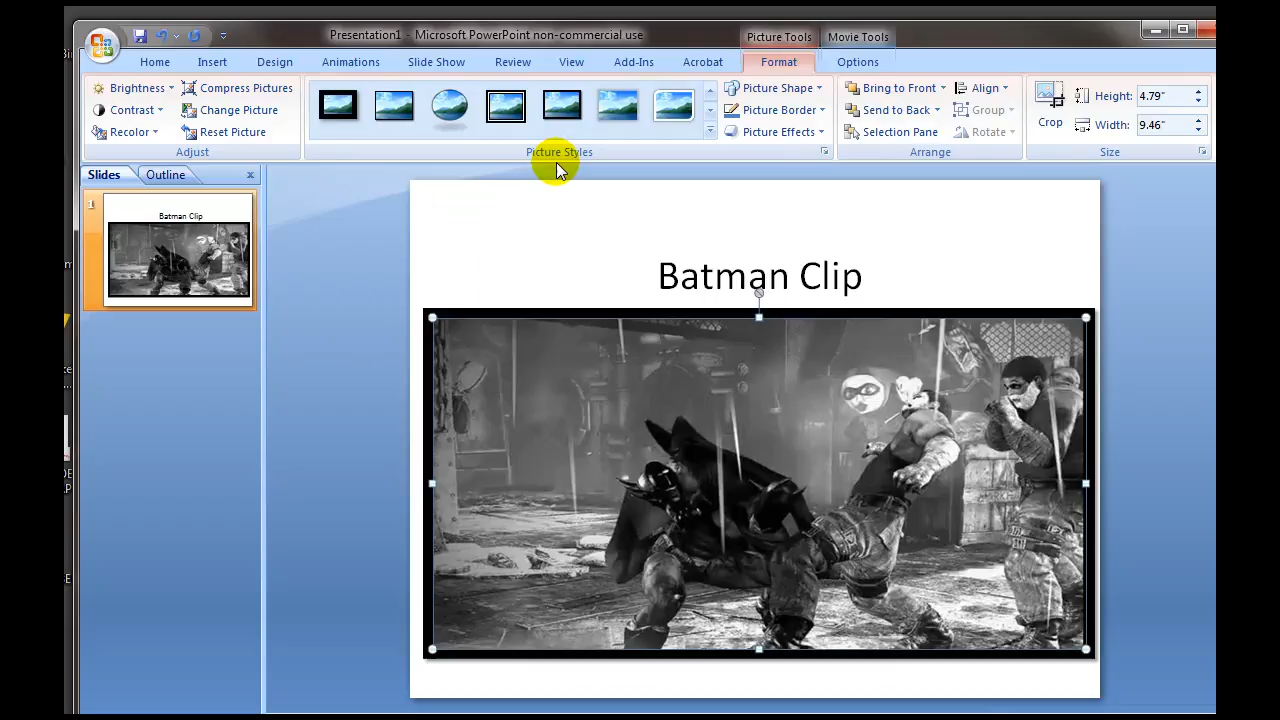 Presentation1 - Microsoft PowerPoint non-commercial use
Picture Tools
Movie Tools
Home
Insert
Design
Animations
Slide Show
Review
View
Add-Ins
Acrobat
Format
Options
Brightness
Compress Pictures
Contrast
Change Picture
Recolor
Reset Picture
Adjust
Picture Styles
Picture Shape
Picture Border
Picture Effects
Bring to Front
Align
Send to Back
Group
Selection Pane
Rotate
Arrange
Crop
Height:
4.79"
Width:
9.46"
Size
Slides
Outline
1
Batman Clip
Batman Clip